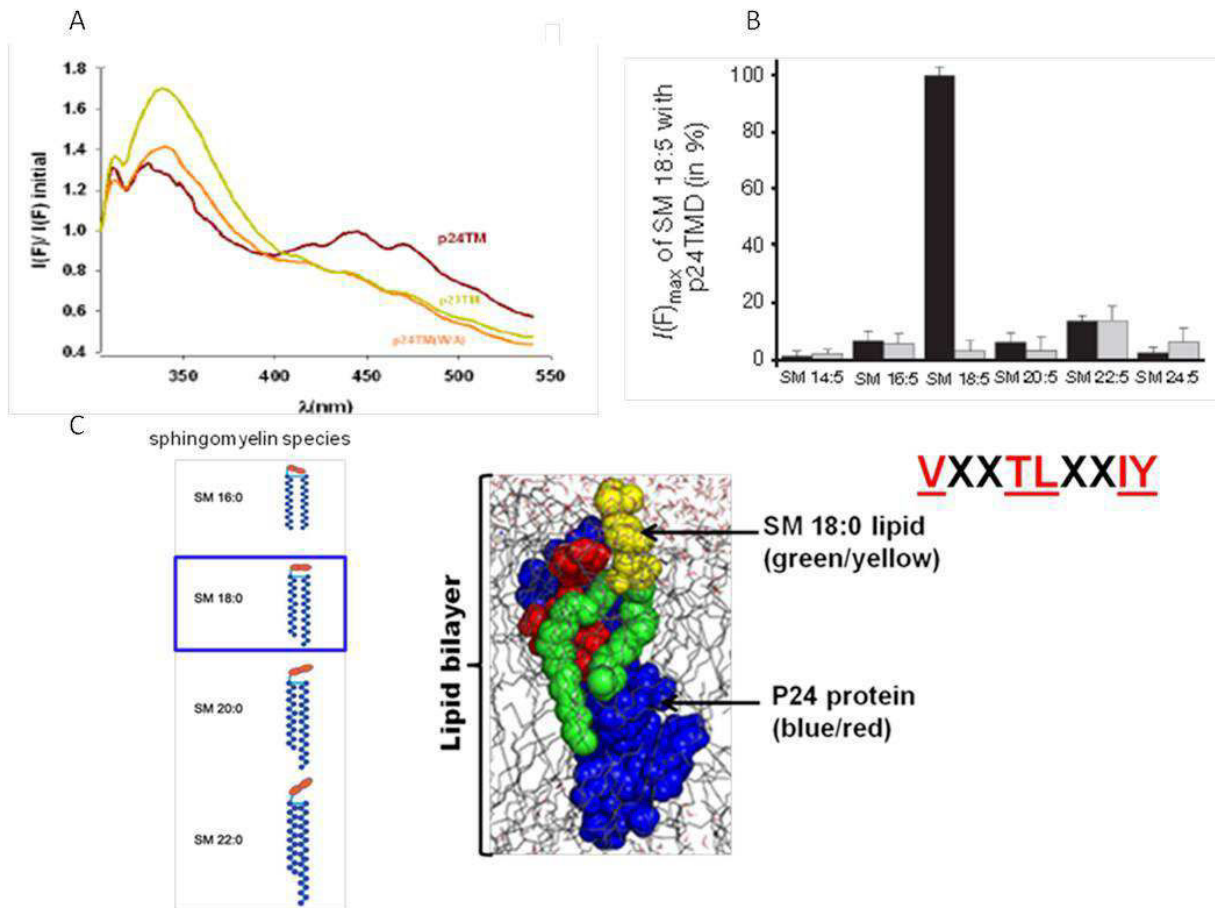 A
1.8
1.6
1.4
1.2
1.0
0.8
0.6
0.4
I(F)/ I(F) initial
p24TM
p23TM
p24TM(W/A)
350
400
450
500
550
λ(nm)
B
I(F)max of SM 18:5 with
p24TMD (in %)
100
80
60
40
20
0
SM 14:5
SM 16:5
SM 18:5
SM 20:5
SM 22:5
SM 24:5
C
sphingomyelin species
SM 16:0
SM 18:0
SM 20:0
SM 22:0
Lipid bilayer
VXXTLXXIY
SM 18:0 lipid
(green/yellow)
P24 protein
(blue/red)